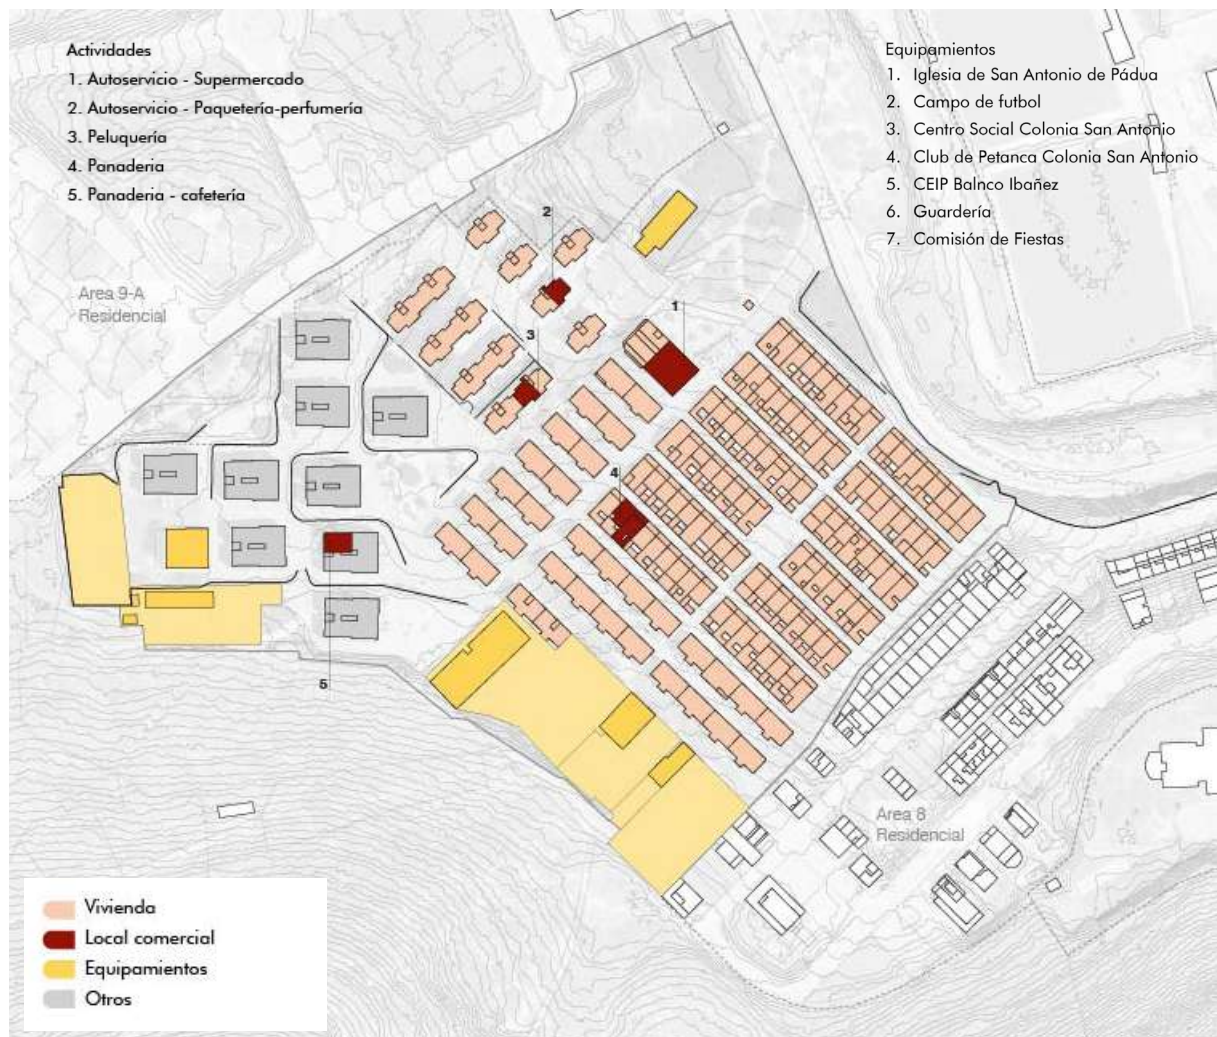 Actividades
1. Autoservicio - Supermercado
2. Autoservicio - Paquetería-perfumería
3. Peluquería
4. Panaderia
5. Panaderia - cafetería
Equipamientos
1. Iglesia de San Antonio de Pádua
2. Campo de futbol
3. Centro Social Colonia San Antonio
4. Club de Petanca Colonia San Antonio
5. CEIP Balnco Ibañez
6. Guardería
7. Comisión de Fiestas
2
Area 9-A
Residencial
1
3
4
5
Area 8
Residencial
Vivienda
Local comercial
Equipamientos
Otros